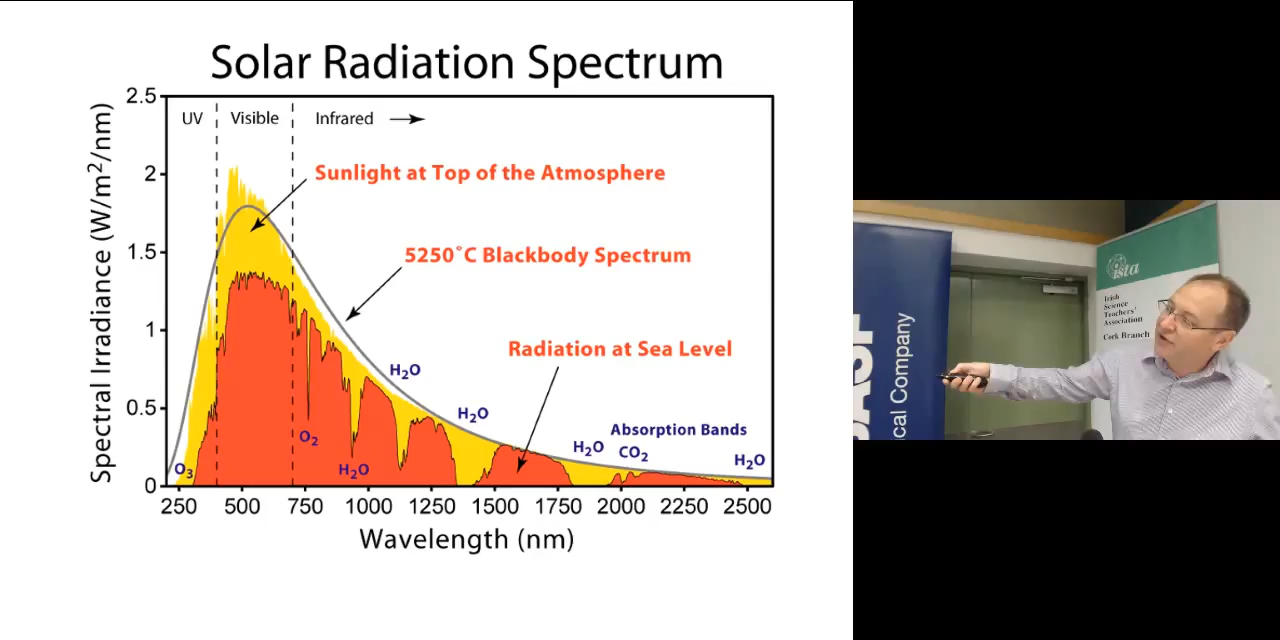 Solar Radiation Spectrum
UV
Visible
Infrared
Sunlight at Top of the Atmosphere
5250°C Blackbody Spectrum
Radiation at Sea Level
H₂O
H₂O
Absorption Bands
H₂O
CO₂
H₂O
O₂
O₃
H₂O
Spectral Irradiance (W/m²/nm)
2.5
2
1.5
1
0.5
0
250 500 750 1000 1250 1500 1750 2000 2250 2500
Wavelength (nm)
BASF
cal Company
ista
Irish
Science
Teachers'
Association
Cork Branch